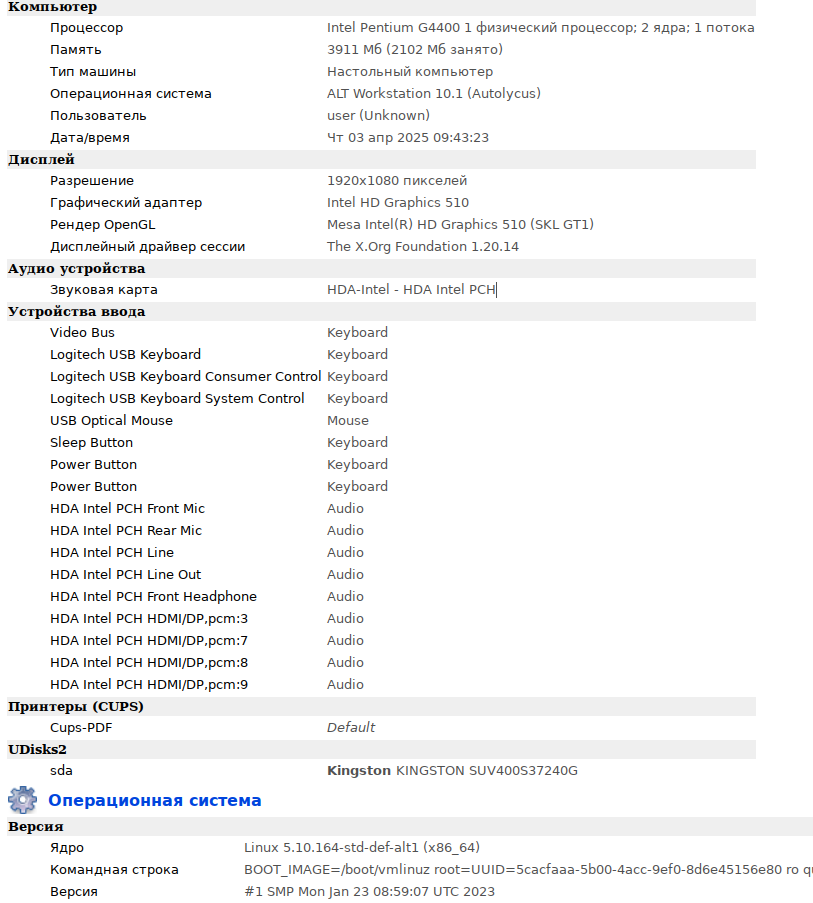 Компьютер
Процессор Intel Pentium G4400 1 физический процессор; 2 ядра; 1 потока
Память 3911 Мб (2102 Мб занято)
Тип машины Настольный компьютер
Операционная система ALT Workstation 10.1 (Autolycus)
Пользователь user (Unknown)
Дата/время Чт 03 апр 2025 09:43:23
Дисплей
Разрешение 1920x1080 пикселей
Графический адаптер Intel HD Graphics 510
Рендер OpenGL Mesa Intel(R) HD Graphics 510 (SKL GT1)
Дисплейный драйвер сессии The X.Org Foundation 1.20.14
Аудио устройства
Звуковая карта HDA-Intel - HDA Intel PCH
Устройства ввода
Video Bus Keyboard
Logitech USB Keyboard Keyboard
Logitech USB Keyboard Consumer Control Keyboard
Logitech USB Keyboard System Control Keyboard
USB Optical Mouse Mouse
Sleep Button Keyboard
Power Button Keyboard
Power Button Keyboard
HDA Intel PCH Front Mic Audio
HDA Intel PCH Rear Mic Audio
HDA Intel PCH Line Audio
HDA Intel PCH Line Out Audio
HDA Intel PCH Front Headphone Audio
HDA Intel PCH HDMI/DP,pcm:3 Audio
HDA Intel PCH HDMI/DP,pcm:7 Audio
HDA Intel PCH HDMI/DP,pcm:8 Audio
HDA Intel PCH HDMI/DP,pcm:9 Audio
Принтеры (CUPS)
Cups-PDF Default
UDisks2
sda Kingston KINGSTON SUV400S37240G
Операционная система
Версия
Ядро Linux 5.10.164-std-def-alt1 (x86_64)
Командная строка BOOT_IMAGE=/boot/vmlinuz root=UUID=5cacfaaa-5b00-4acc-9ef0-8d6e45156e80 ro
Версия #1 SMP Mon Jan 23 08:59:07 UTC 2023